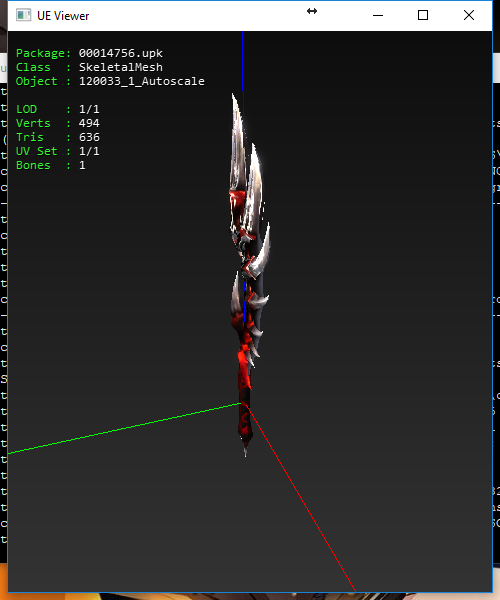 UE Viewer
Package: 00014756.upk
Class  : SkeletalMesh
Object : 120033_1_Autoscale
LOD    : 1/1
Verts  : 494
Tris   : 636
UV Set : 1/1
Bones  : 1